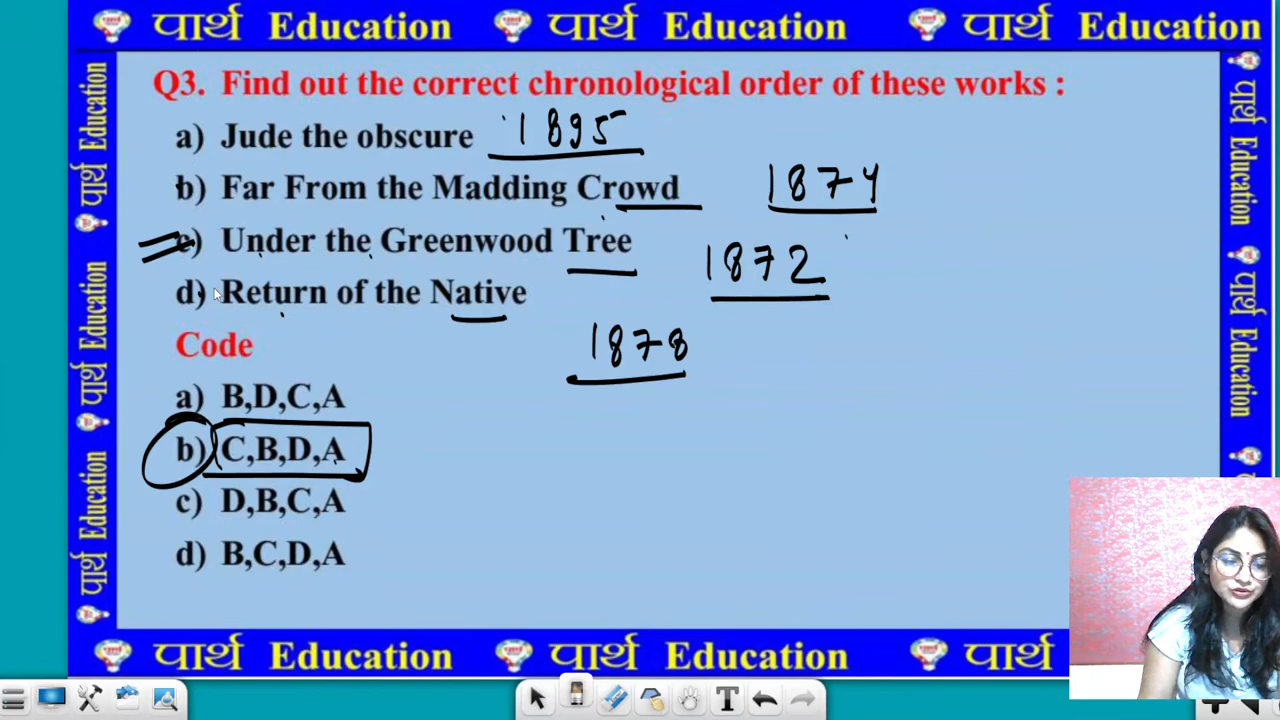 पार्थ Education पार्थ Education पार्थ Education
Q3. Find out the correct chronological order of these works :
a) Jude the obscure 1895
b) Far From the Madding Crowd 1874
c) Under the Greenwood Tree 1872
d) Return of the Native
1878
Code
a) B,D,C,A
b) C,B,D,A
c) D,B,C,A
d) B,C,D,A
पार्थ Education
पार्थ Education
पार्थ Education
पार्थ Education
पार्थ Education
पार्थ Education पार्थ Education पार्थ